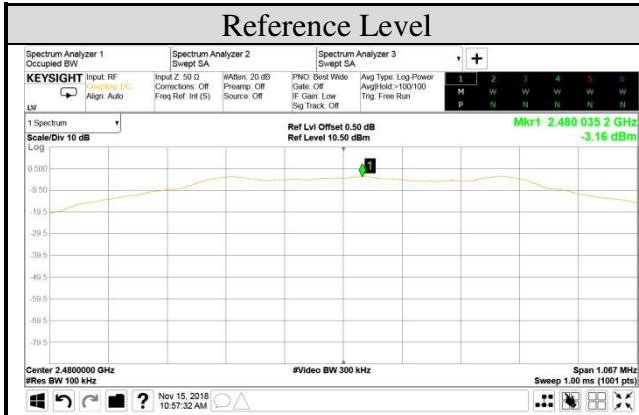 Reference Level
Spectrum Analyzer 1
Occupied BW
Spectrum Analyzer 2
Swept SA
Spectrum Analyzer 3
Swept SA
+
KEYSIGHT
Input: RF
Coupling: DC
Align: Auto
LXI
Input Z: 50 Ω
Corrections: Off
Freq Ref: Int (S)
#Atten: 20 dB
Preamp: Off
Source: Off
PNO: Best Wide
Gate: Off
IF Gain: Low
Sig Track: Off
Avg Type: Log-Power
Avg|Hold:>100/100
Trig: Free Run
1 2 3 4 5 6
M W W W W W
P N N N N N
1 Spectrum
Scale/Div 10 dB
Log
Ref Lvl Offset 0.50 dB
Ref Level 10.50 dBm
Mkr1 2.480 035 2 GHz
-3.16 dBm
1
0.500
-9.50
-19.5
-29.5
-39.5
-49.5
-59.5
-69.5
-79.5
Center 2.4800000 GHz
#Res BW 100 kHz
#Video BW 300 kHz
Span 1.067 MHz
Sweep 1.00 ms (1001 pts)
?
Nov 15, 2018
10:57:32 AM